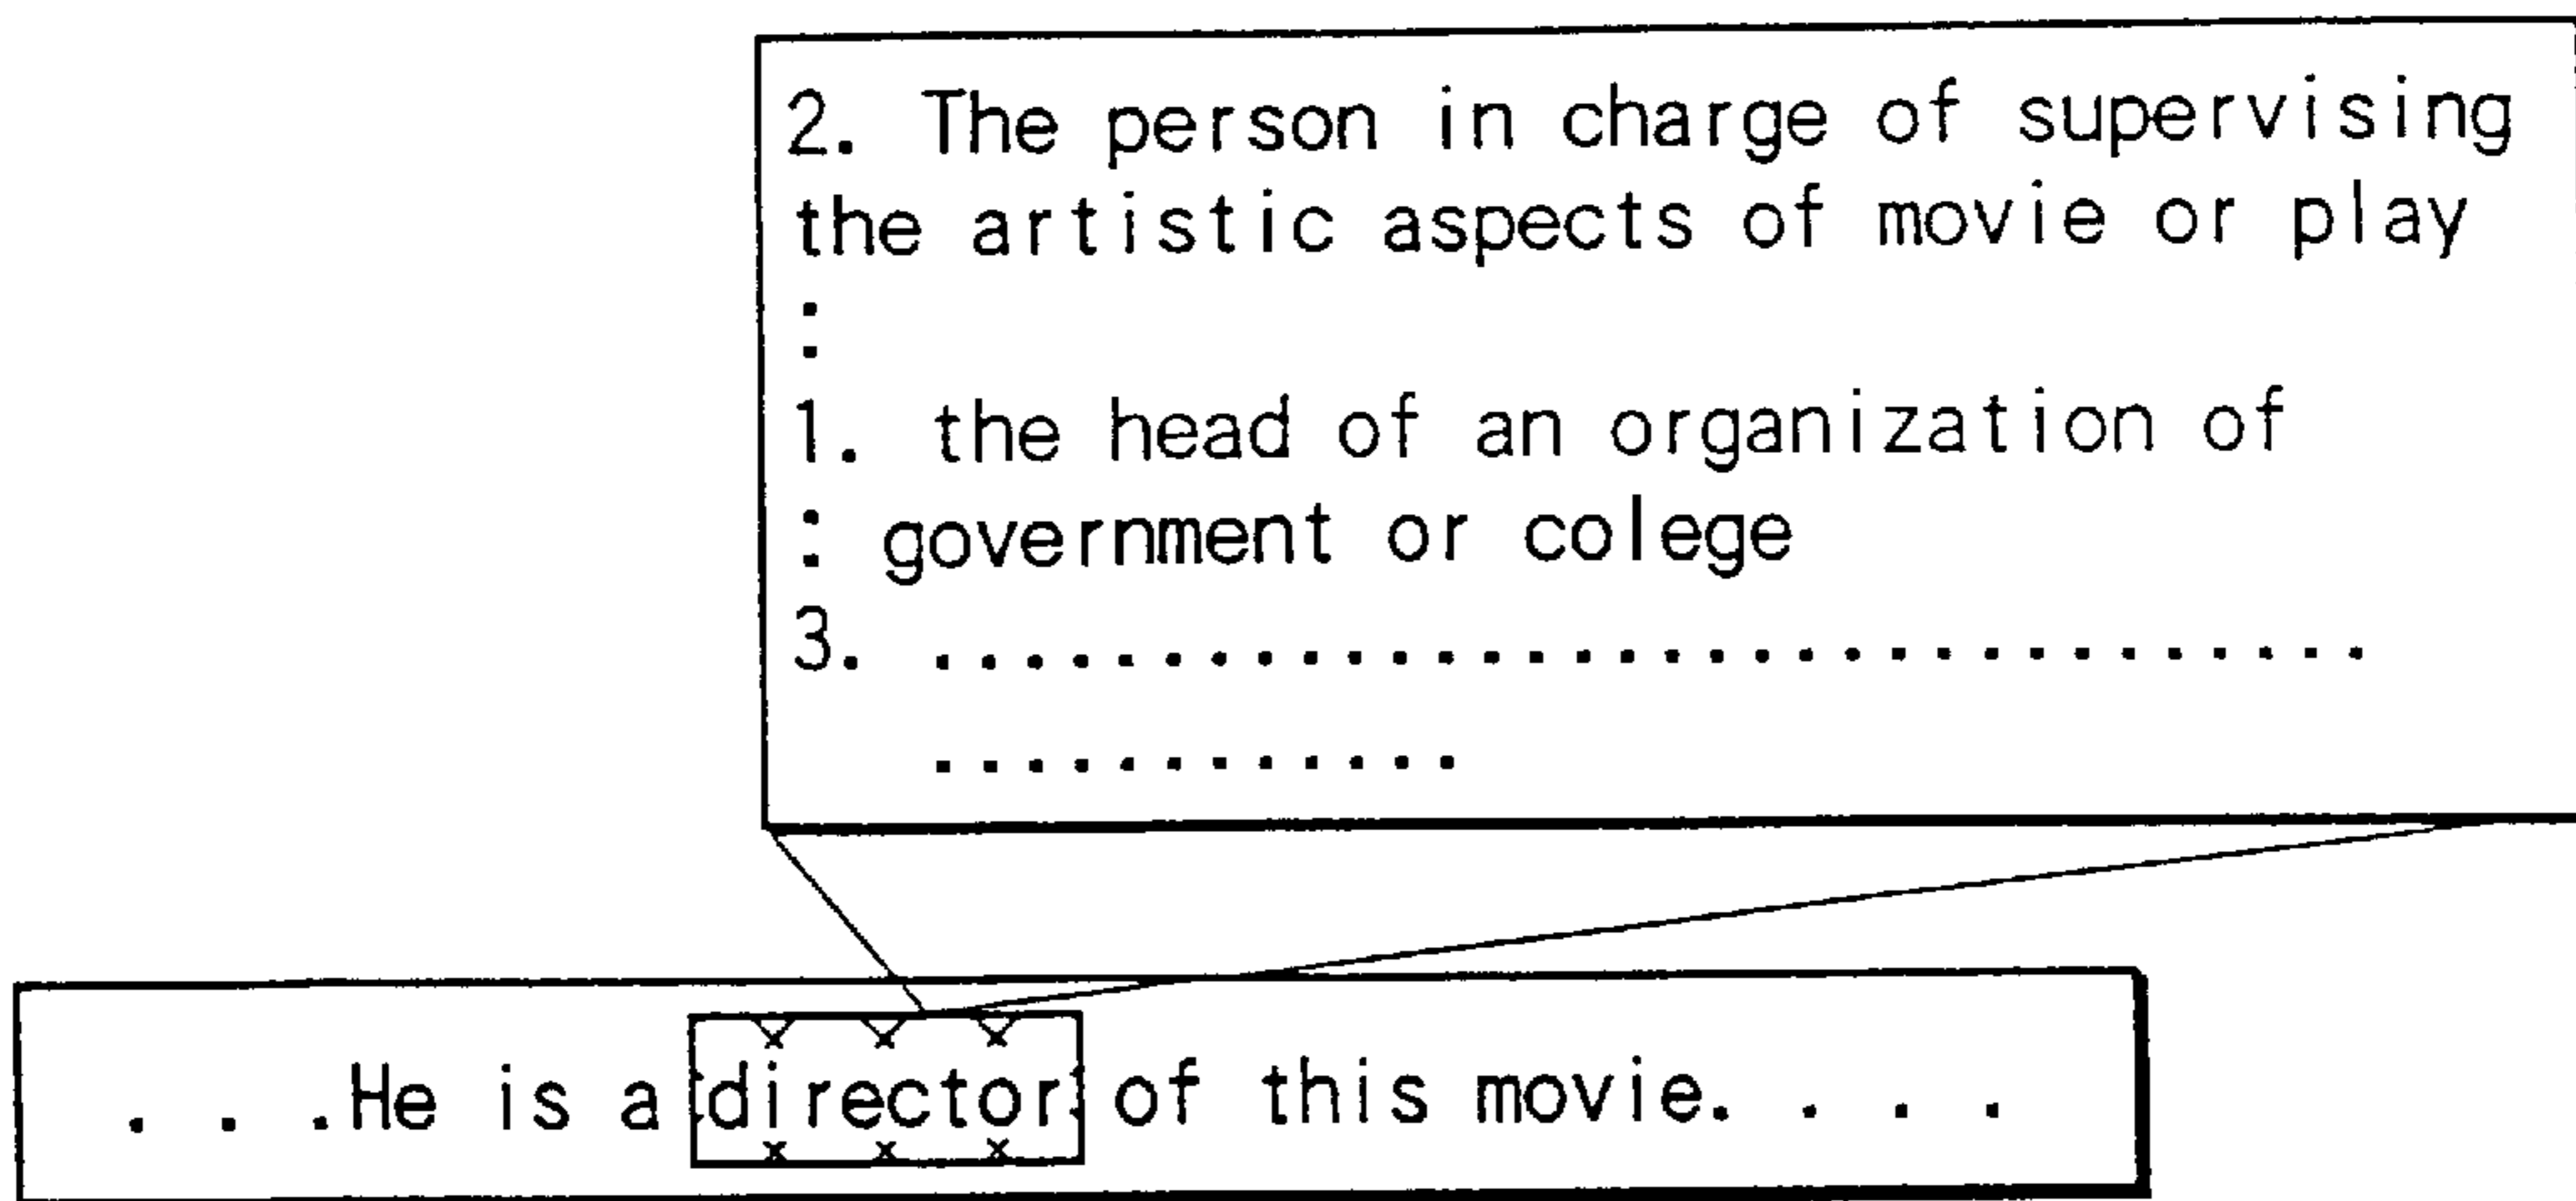 2. The person in charge of supervising
the artistic aspects of movie or play
:
1. the head of an organization of
: government or colege
3. ................................
............
. . .He is a director of this movie. . . .